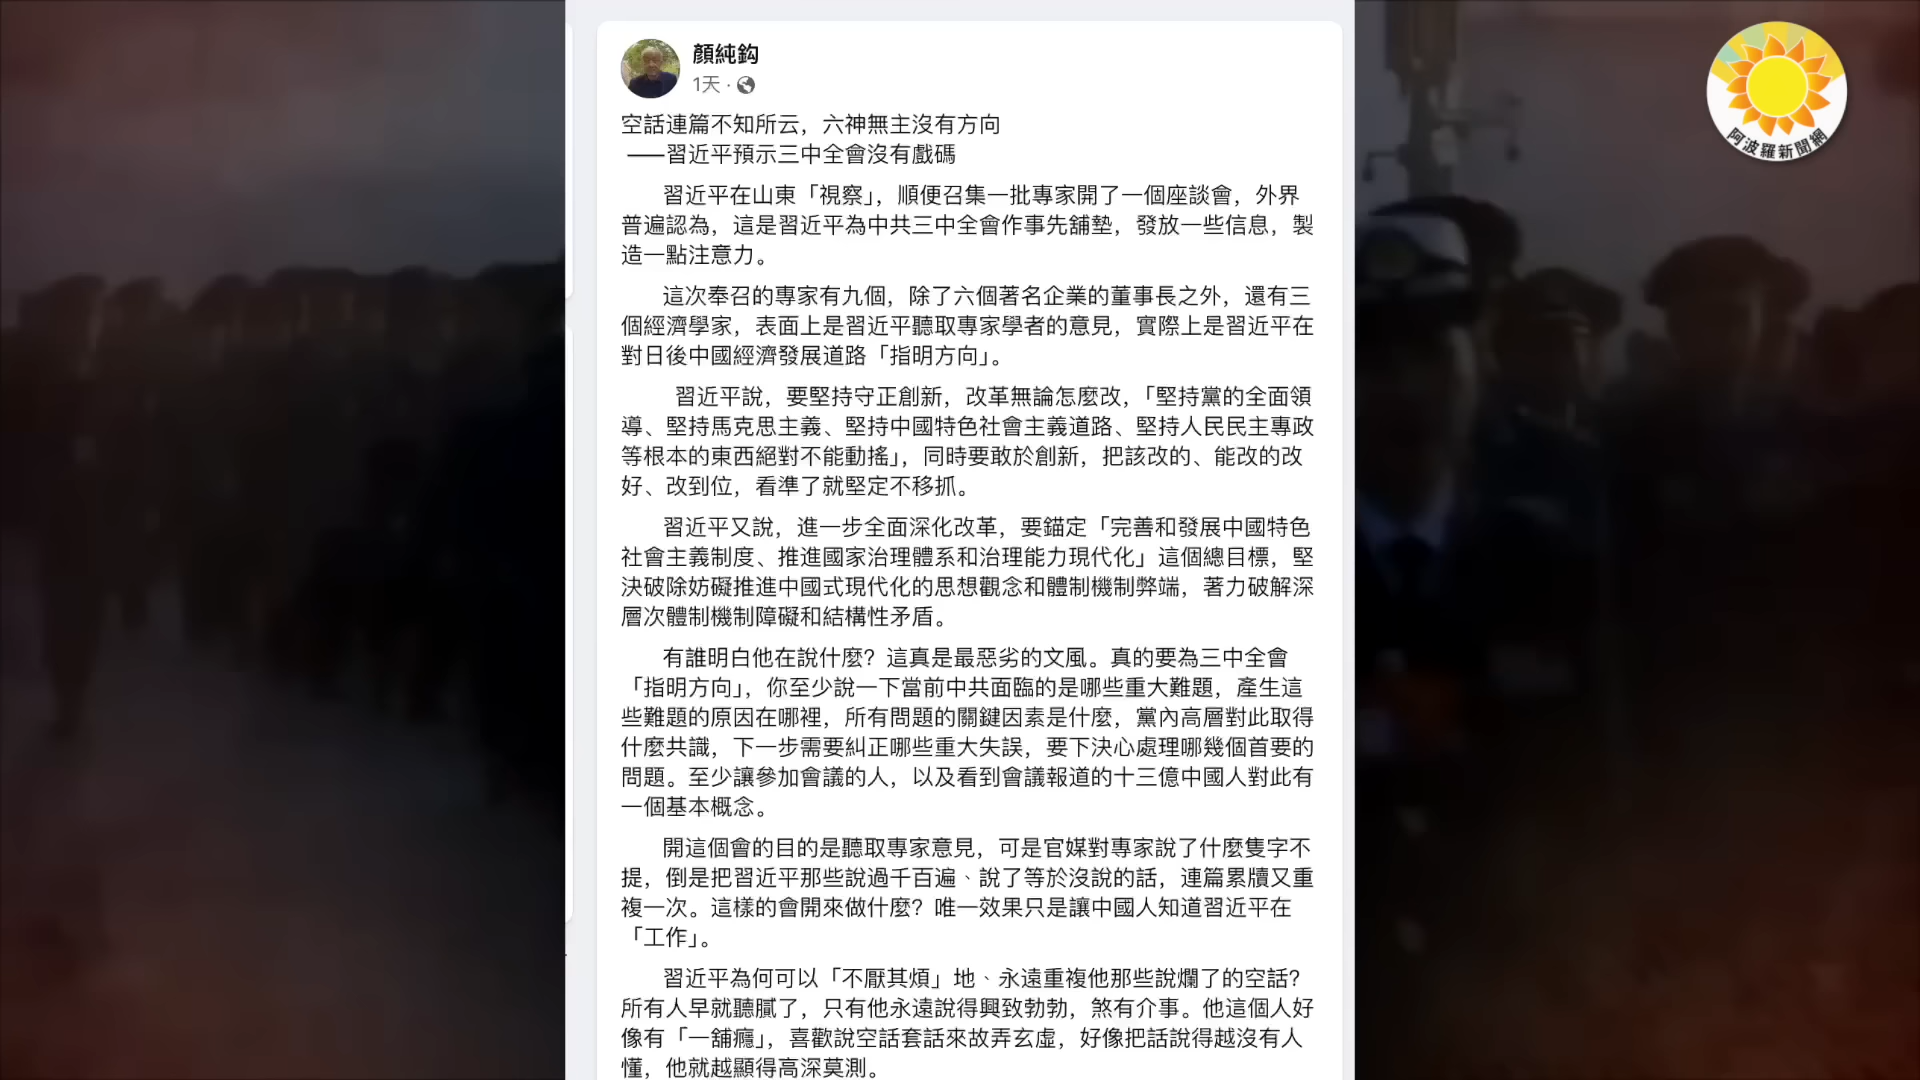 顏純鈎
1天 ·
空話連篇不知所云，六神無主沒有方向
——習近平預示三中全會沒有戲碼
習近平在山東「視察」，順便召集一批專家開了一個座談會，外界
普遍認為，這是習近平為中共三中全會作事先舖墊，發放一些信息，製
造一點注意力。
這次奉召的專家有九個，除了六個著名企業的董事長之外，還有三
個經濟學家，表面上是習近平聽取專家學者的意見，實際上是習近平在
對日後中國經濟發展道路「指明方向」。
習近平說，要堅持守正創新，改革無論怎麼改，「堅持黨的全面領
導、堅持馬克思主義、堅持中國特色社會主義道路、堅持人民民主專政
等根本的東西絕對不能動搖」，同時要敢於創新，把該改的、能改的改
好、改到位，看準了就堅定不移抓。
習近平又說，進一步全面深化改革，要錨定「完善和發展中國特色
社會主義制度、推進國家治理體系和治理能力現代化」這個總目標，堅
決破除妨礙推進中國式現代化的思想觀念和體制機制弊端，著力破解深
層次體制機制障礙和結構性矛盾。
有誰明白他在說什麼？這真是最惡劣的文風。真的要為三中全會
「指明方向」，你至少說一下當前中共面臨的是哪些重大難題，產生這
些難題的原因在哪裡，所有問題的關鍵因素是什麼，黨內高層對此取得
什麼共識，下一步需要糾正哪些重大失誤，要下決心處理哪幾個首要的
問題。至少讓參加會議的人，以及看到會議報道的十三億中國人對此有
一個基本概念。
開這個會的目的是聽取專家意見，可是官媒對專家說了什麼隻字不
提，倒是把習近平那些說過千百遍、說了等於沒說的話，連篇累牘又重
複一次。這樣的會開來做什麼？唯一效果只是讓中國人知道習近平在
「工作」。
習近平為何可以「不厭其煩」地、永遠重複他那些說爛了的空話？
所有人早就聽膩了，只有他永遠說得興致勃勃，煞有介事。他這個人好
像有「一舖癮」，喜歡說空話套話來故弄玄虛，好像把話說得越沒有人
懂，他就越顯得高深莫測。
阿波羅新聞網